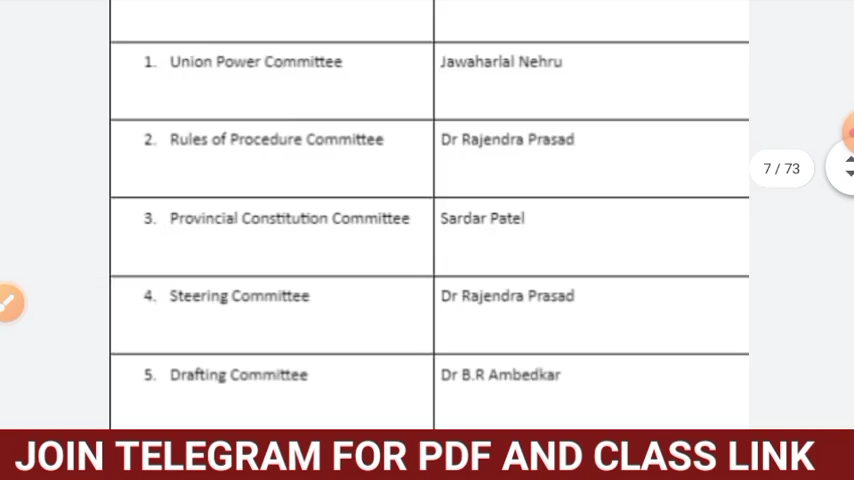 1. Union Power Committee
Jawaharlal Nehru
2. Rules of Procedure Committee
Dr Rajendra Prasad
7 / 73
3. Provincial Constitution Committee
Sardar Patel
4. Steering Committee
Dr Rajendra Prasad
5. Drafting Committee
Dr B.R Ambedkar
JOIN TELEGRAM FOR PDF AND CLASS LINK